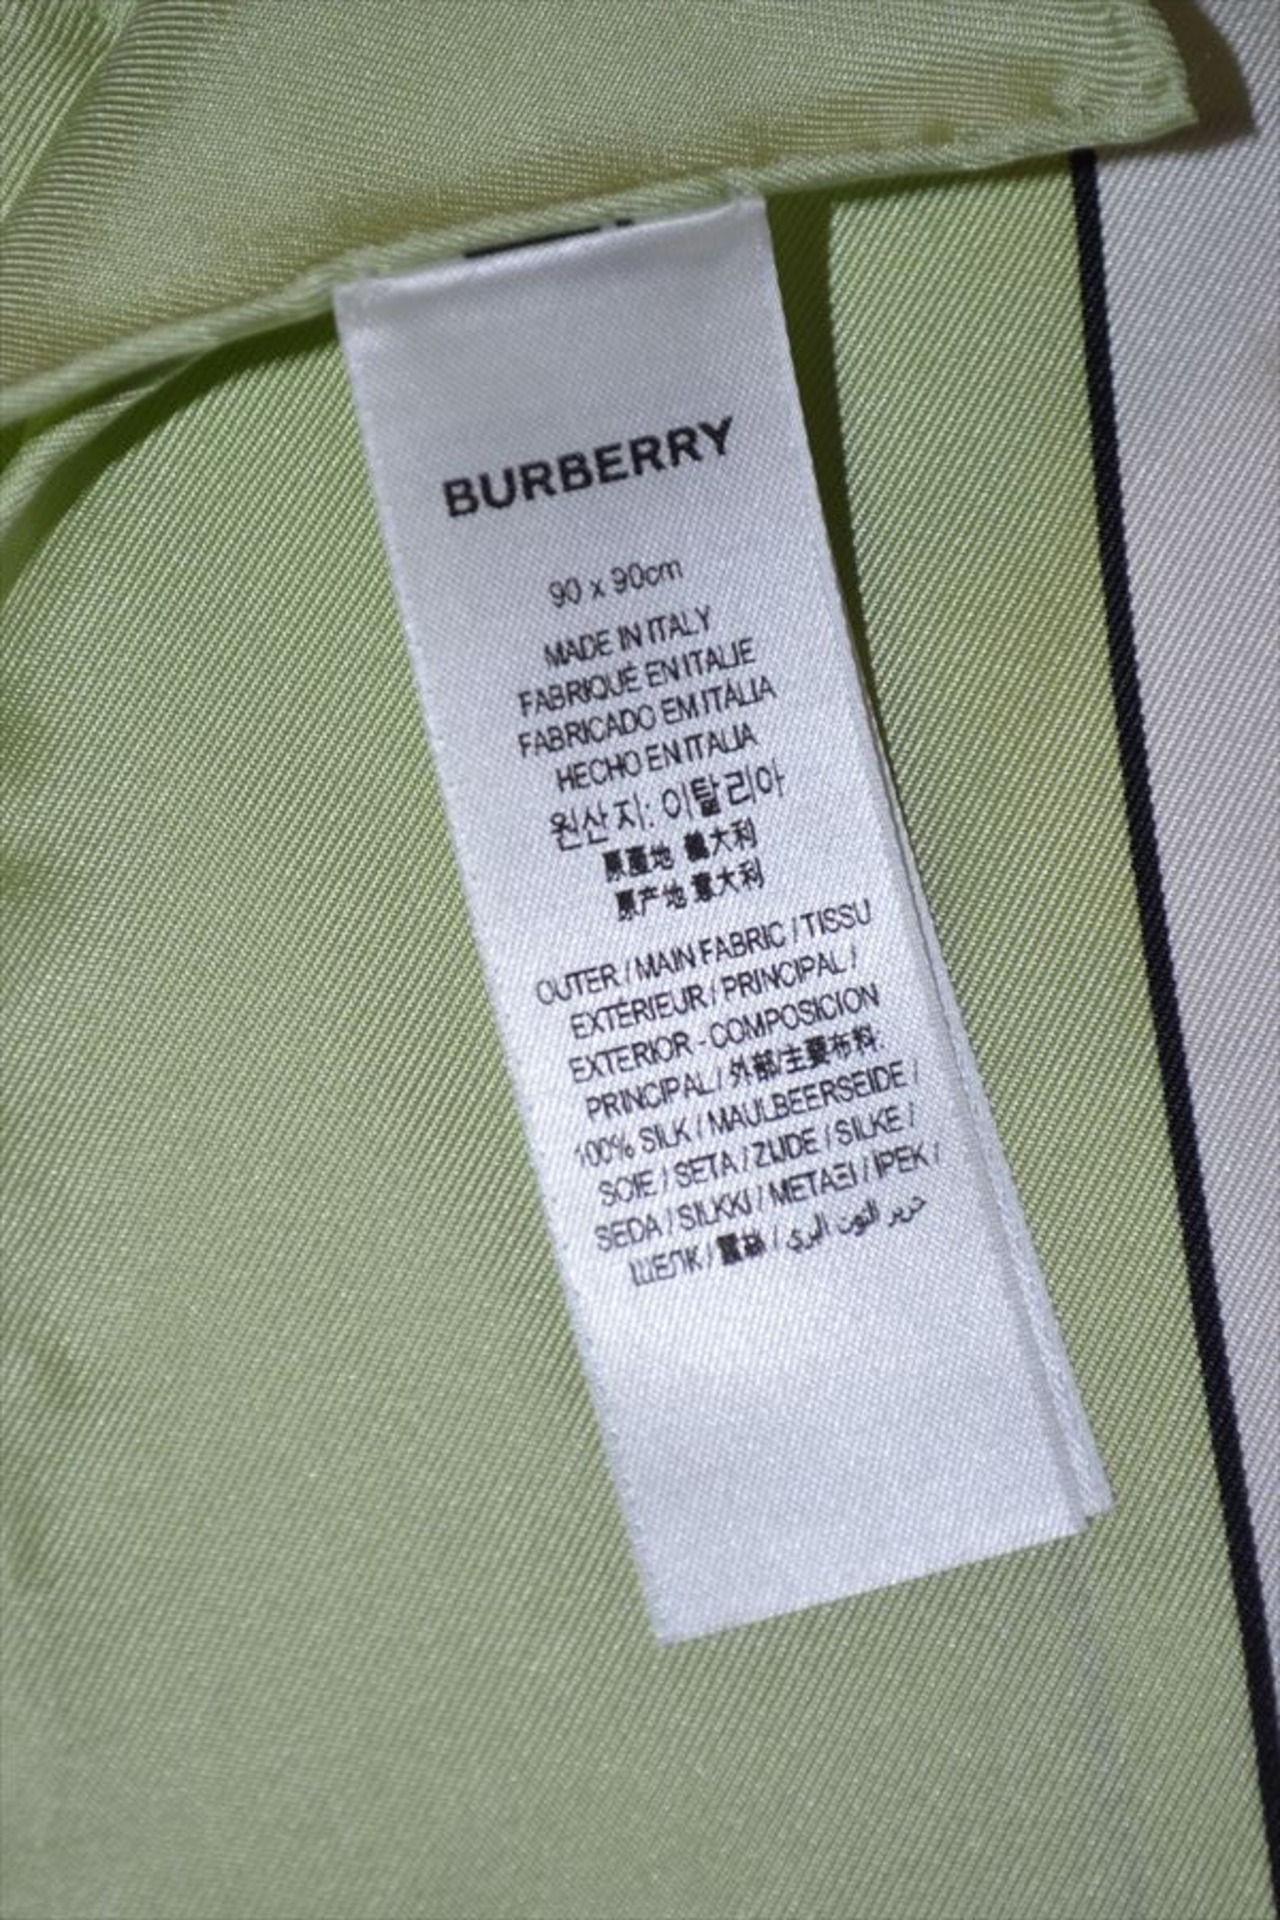 BURBERRY
90 x 90cm
MADE IN ITALY
FABRIQUÉ EN ITALIE
FABRICADO EM ITÁLIA
HECHO EN ITALIA
원산지: 이탈리아
原產地 義大利
原产地 意大利
OUTER / MAIN FABRIC / TISSU
EXTÉRIEUR / PRINCIPAL /
EXTERIOR - COMPOSICION
PRINCIPAL / 外部/主要布料:
100% SILK / MAULBEERSEIDE /
SOIE / SETA / ZIJDE / SILKE /
SEDA / SILKKI / ΜΕΤΑΞΙ / IPEK /
ШЕЛК / 蠶絲 / حرير التوت البري